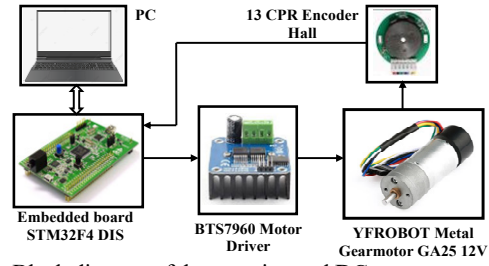 PC
13 CPR Encoder
Hall
Embedded board
STM32F4 DIS
BTS7960 Motor
Driver
YFROBOT Metal
Gearmotor GA25 12V